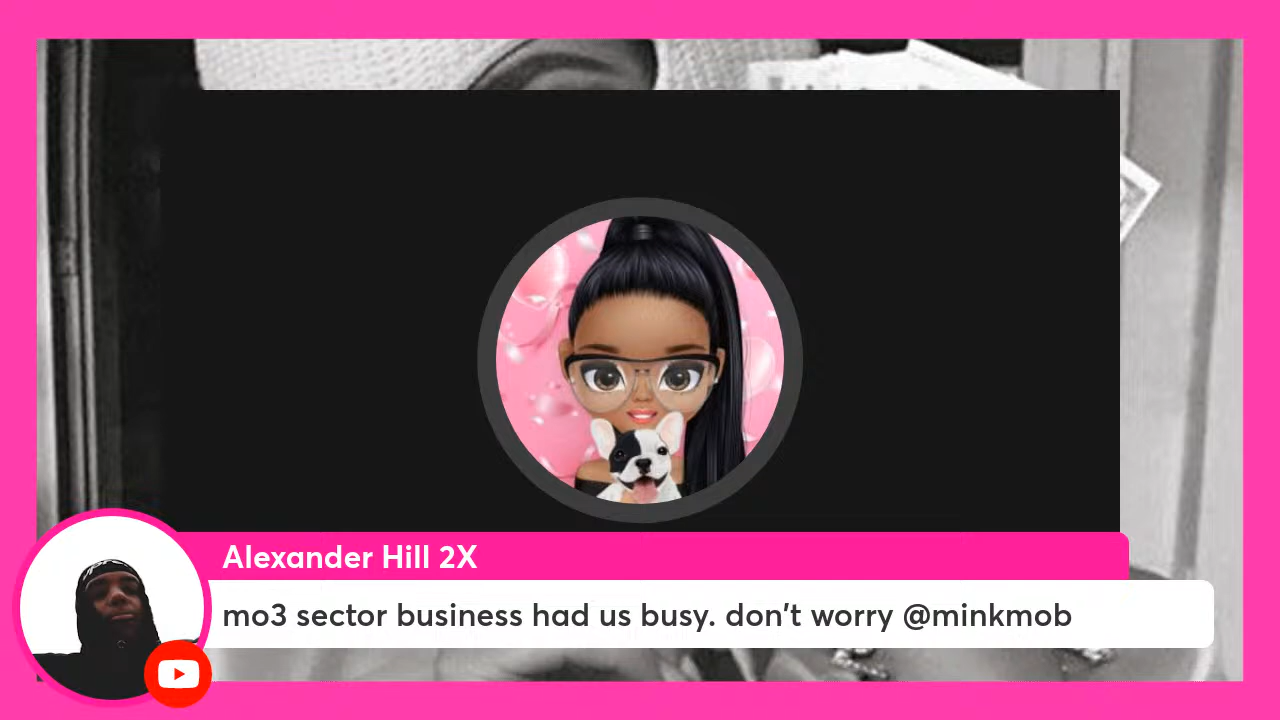 Alexander Hill 2X
mo3 sector business had us busy. don't worry @minkmob